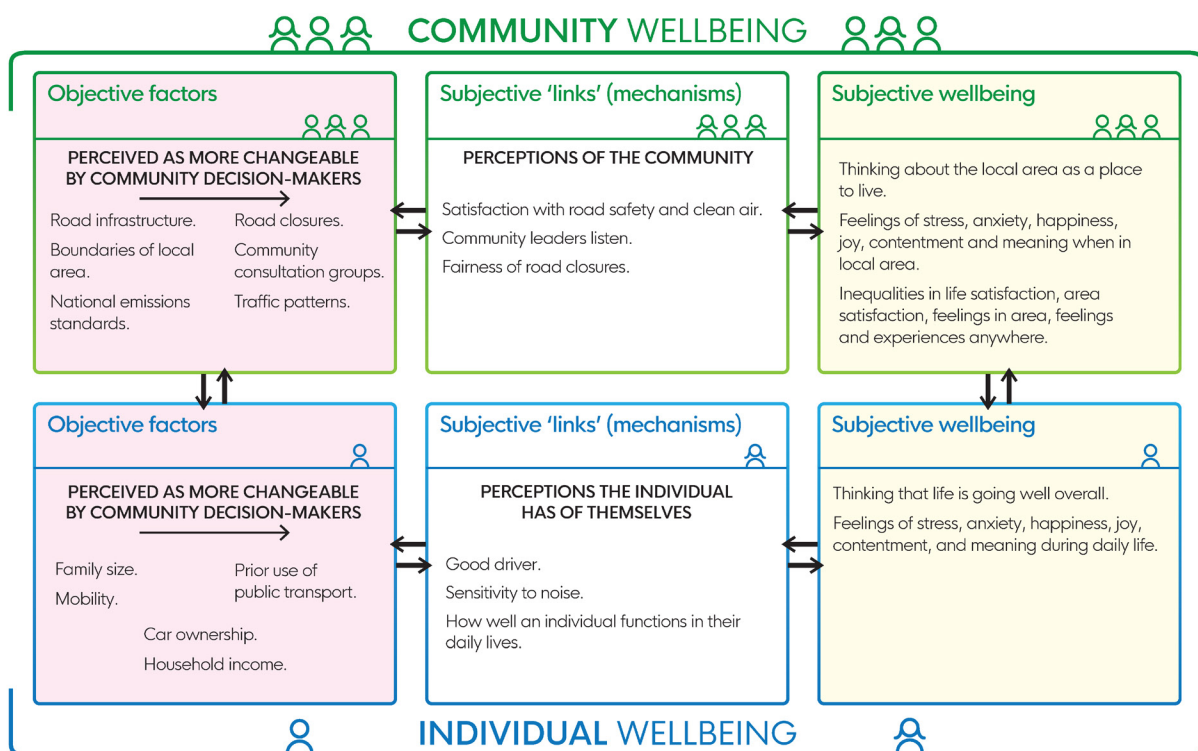 COMMUNITY WELLBEING
Objective factors
PERCEIVED AS MORE CHANGEABLE
BY COMMUNITY DECISION-MAKERS
Road infrastructure.
Boundaries of local
area.
National emissions
standards.
Road closures.
Community
consultation groups.
Traffic patterns.
Subjective ‘links’ (mechanisms)
PERCEPTIONS OF THE COMMUNITY
Satisfaction with road safety and clean air.
Community leaders listen.
Fairness of road closures.
Subjective wellbeing
Thinking about the local area as a place
to live.
Feelings of stress, anxiety, happiness,
joy, contentment and meaning when in
local area.
Inequalities in life satisfaction, area
satisfaction, feelings in area, feelings
and experiences anywhere.
Objective factors
PERCEIVED AS MORE CHANGEABLE
BY COMMUNITY DECISION-MAKERS
Family size.
Mobility.
Prior use of
public transport.
Car ownership.
Household income.
Subjective ‘links’ (mechanisms)
PERCEPTIONS THE INDIVIDUAL
HAS OF THEMSELVES
Good driver.
Sensitivity to noise.
How well an individual functions in their
daily lives.
Subjective wellbeing
Thinking that life is going well overall.
Feelings of stress, anxiety, happiness, joy,
contentment, and meaning during daily life.
INDIVIDUAL WELLBEING